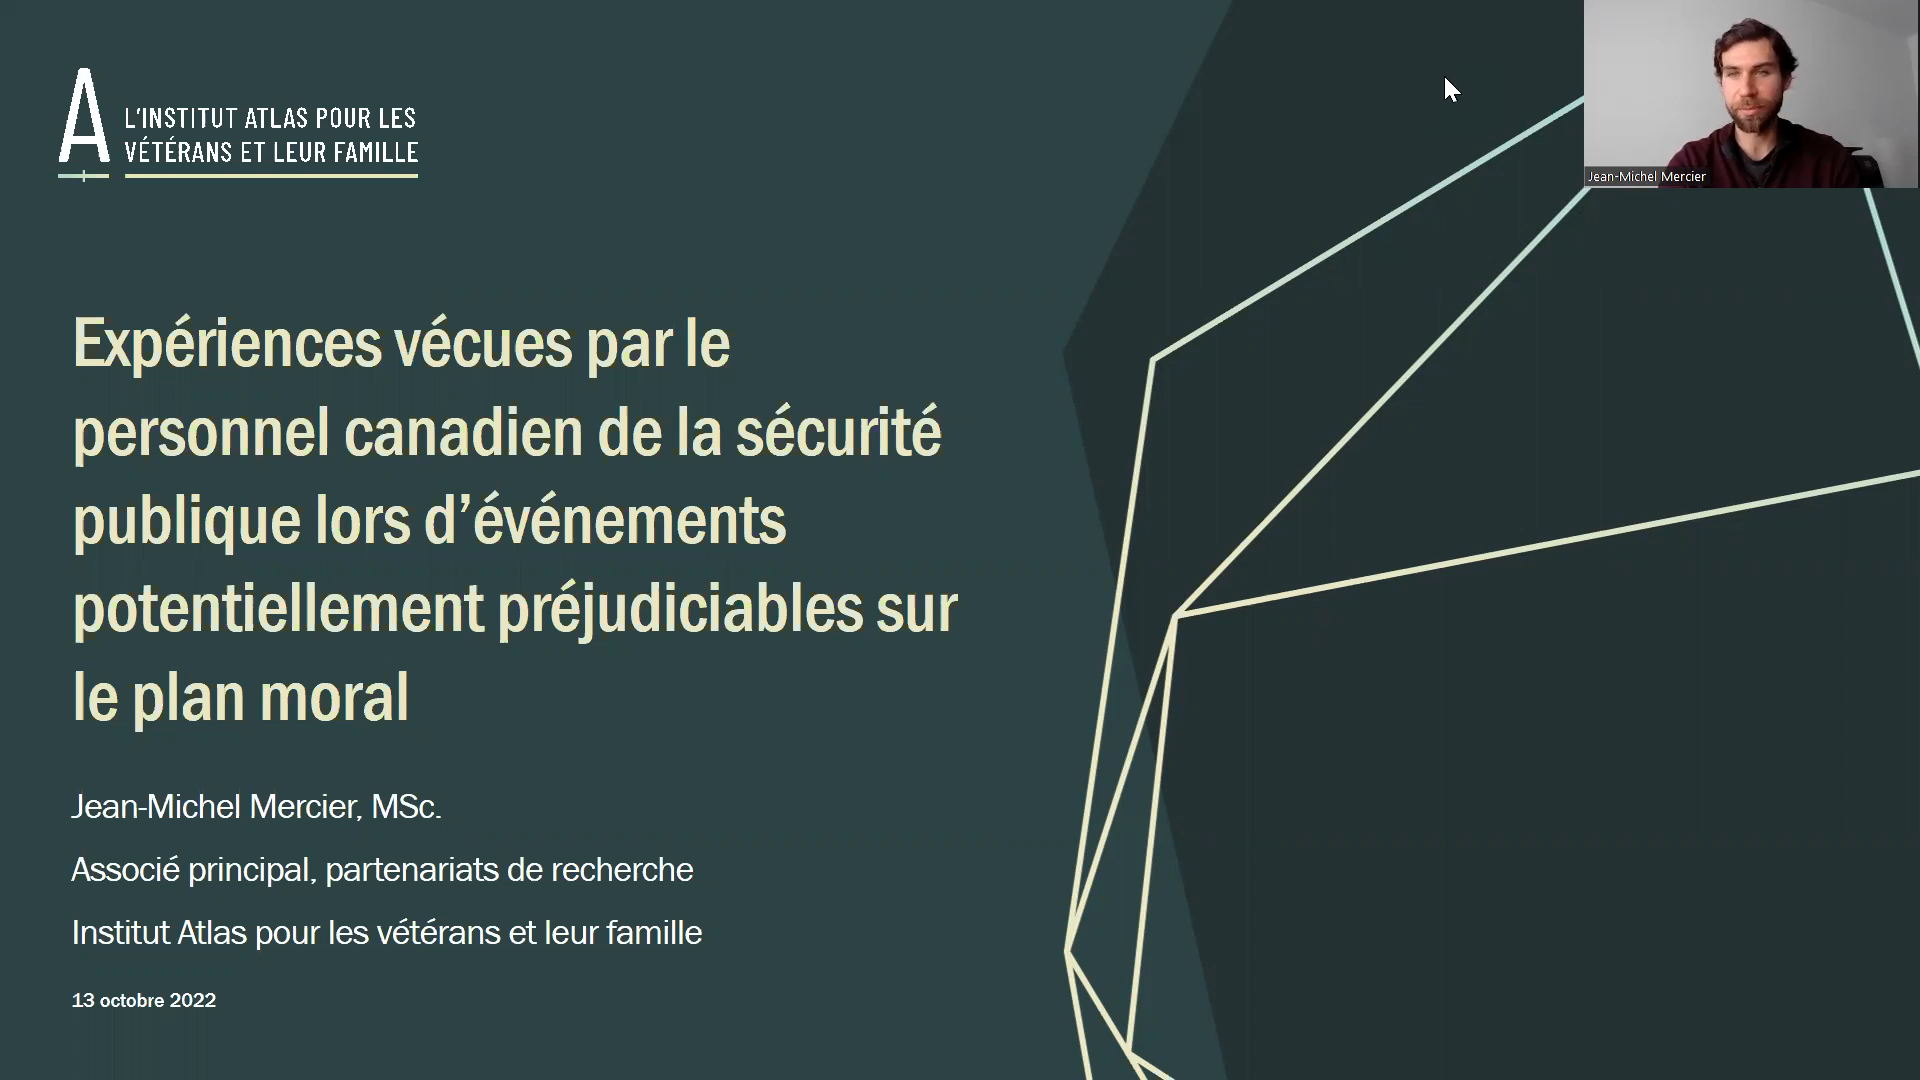 A
L'INSTITUT ATLAS POUR LES
VÉTÉRANS ET LEUR FAMILLE
Jean-Michel Mercier
Expériences vécues par le
personnel canadien de la sécurité
publique lors d’événements
potentiellement préjudiciables sur
le plan moral
Jean-Michel Mercier, MSc.
Associé principal, partenariats de recherche
Institut Atlas pour les vétérans et leur famille
13 octobre 2022